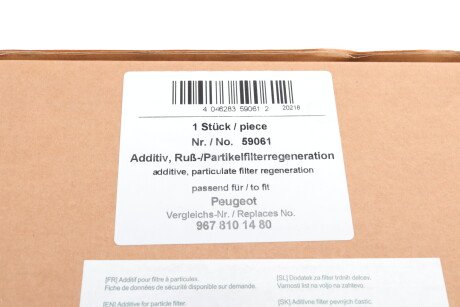 4 046283 59061 2 20218
1 Stück / piece
Nr. / No. 59061
Additiv, Ruß-/Partikelfilterregeneration
additive, particulate filter regeneration
passend für / to fit
Peugeot
Vergleichs-Nr. / Replaces No.
967 810 14 80
[FR] Additif pour filtre à particules.
Fiche de données de sécurité disponible sur demande.
[SL] Dodatek za filter trdnih delcev.
Varnosti list na voljo na zahtevo.
[EN] Additive for particle filter.
[SK] Aditívne filter pevných častíc.